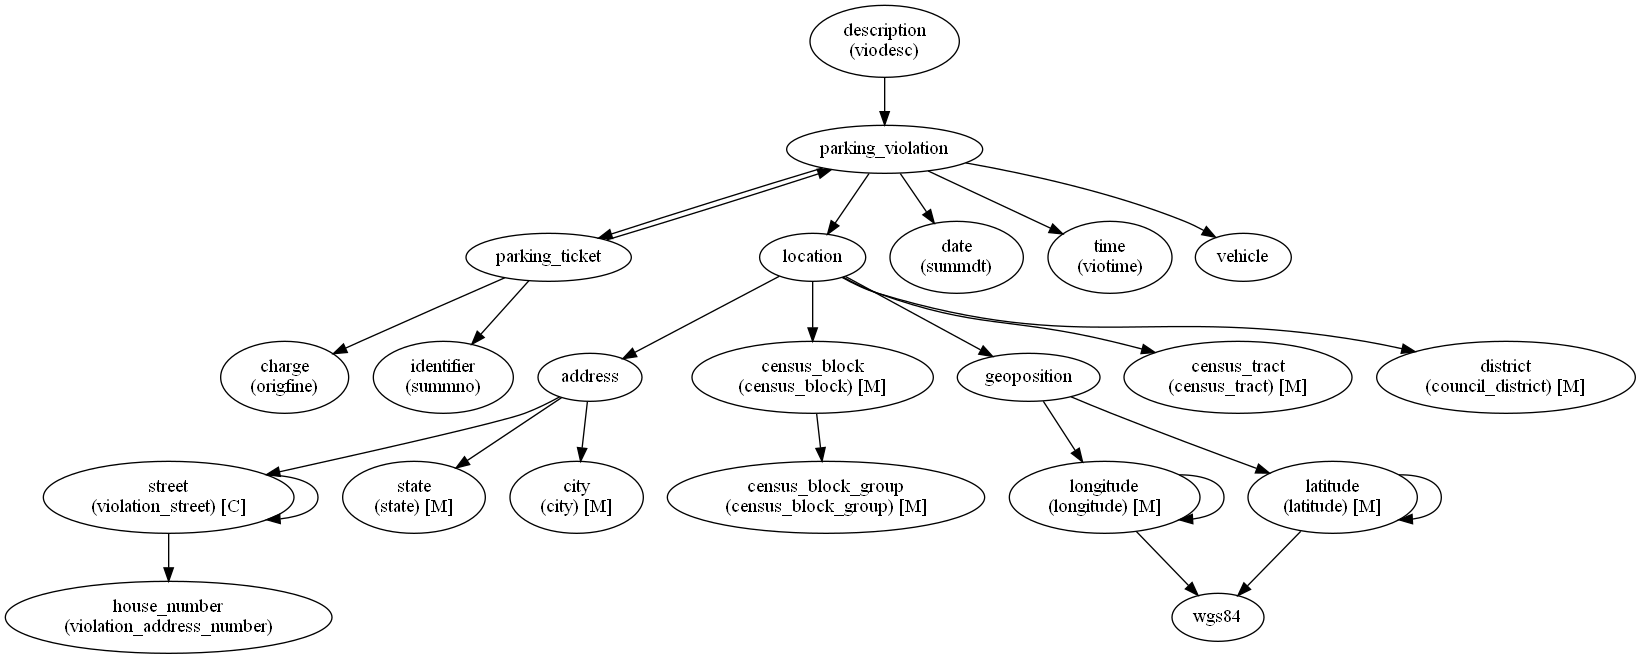 description
(viodesc)
parking_violation
parking_ticket
location
date
(summdt)
time
(viotime)
vehicle
charge
(origfine)
identifier
(summno)
address
census_block
(census_block) [M]
geoposition
census_tract
(census_tract) [M]
district
(council_district) [M]
street
(violation_street) [C]
state
(state) [M]
city
(city) [M]
census_block_group
(census_block_group) [M]
longitude
(longitude) [M]
latitude
(latitude) [M]
house_number
(violation_address_number)
wgs84